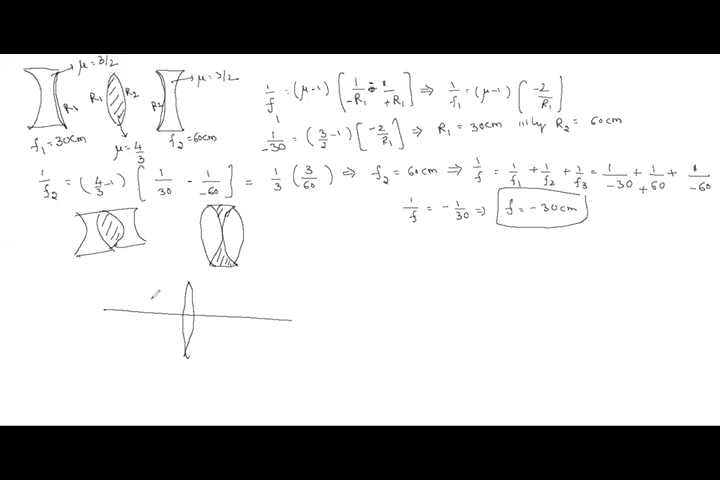 μ=3/2
μ=3/2
R1 R1 R2 R2
f1=30cm μ=4/3 f2=60cm
1/f = (μ-1) [1/-R1 - 1/+R1] ⇒ 1/f1 = (μ-1) [-2/R1]
1/-30 = (3/2 -1) [-2/R1] ⇒ R1 = 30cm |||ly R2 = 60cm
1/f2 = (4/3 -1) [1/30 - 1/-60] = 1/3 (3/60) ⇒ f2 = 60cm ⇒ 1/f = 1/f1 + 1/f2 + 1/f3 = 1/-30 + 1/+60 + 1/-60
1/f = -1/30 ⇒ f = -30cm